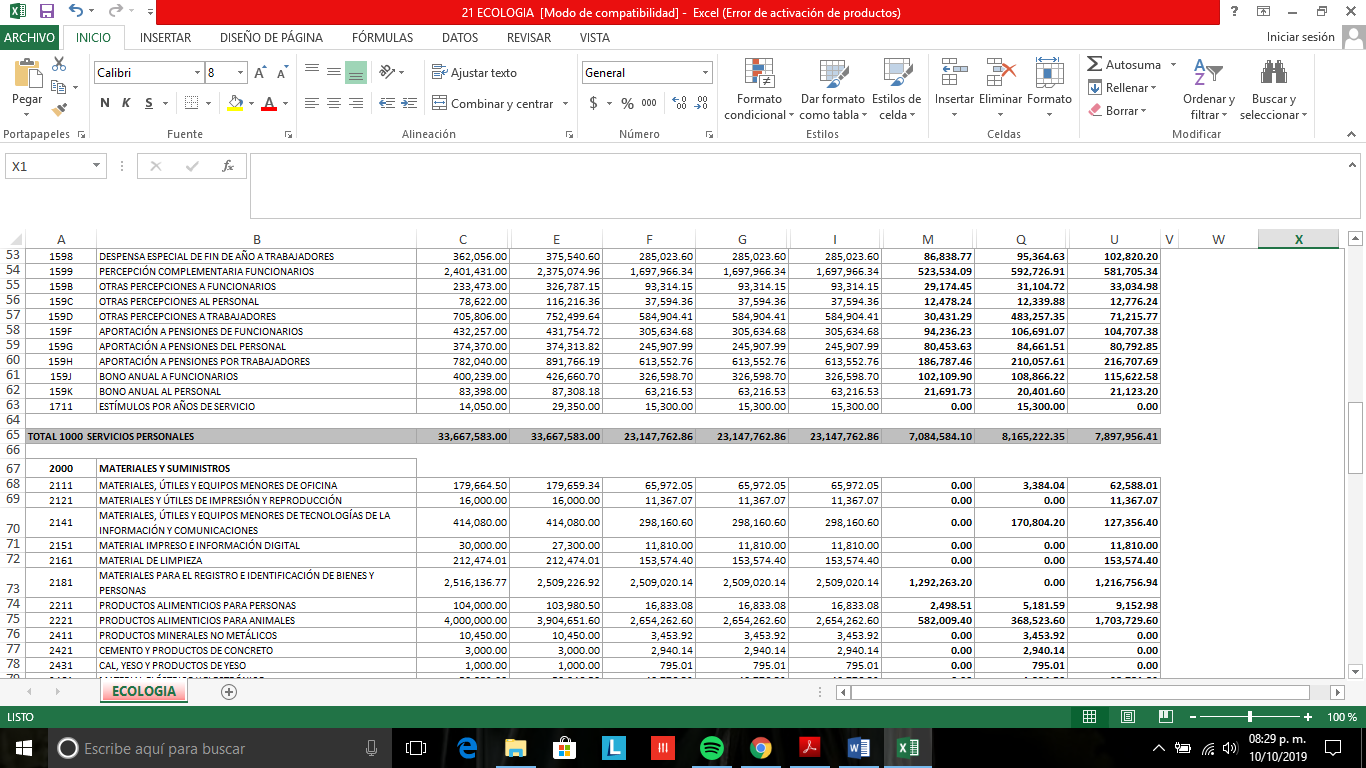 21 ECOLOGIA [Modo de compatibilidad] - Excel (Error de activación de productos)
ARCHIVO INICIO INSERTAR DISEÑO DE PÁGINA FÓRMULAS DATOS REVISAR VISTA Iniciar sesión
Pegar
Calibri 8
N K S
Ajustar texto
Combinar y centrar
General
$ % 000
Formato condicional
Dar formato como tabla
Estilos de celda
Insertar Eliminar Formato
Autosuma
Rellenar
Borrar
Ordenar y filtrar
Buscar y seleccionar
Portapapeles Fuente Alineación Número Estilos Celdas Modificar
X1 fx
A B C E F G I M Q U V W X
53 1598 DESPENSA ESPECIAL DE FIN DE AÑO A TRABAJADORES 362,056.00 375,540.60 285,023.60 285,023.60 285,023.60 86,838.77 95,364.63 102,820.20
54 1599 PERCEPCIÓN COMPLEMENTARIA FUNCIONARIOS 2,401,431.00 2,375,074.96 1,697,966.34 1,697,966.34 1,697,966.34 523,534.09 592,726.91 581,705.34
55 159B OTRAS PERCEPCIONES A FUNCIONARIOS 233,473.00 326,787.15 93,314.15 93,314.15 93,314.15 29,174.45 31,104.72 33,034.98
56 159C OTRAS PERCEPCIONES AL PERSONAL 78,622.00 116,216.36 37,594.36 37,594.36 37,594.36 12,478.24 12,339.88 12,776.24
57 159D OTRAS PERCEPCIONES A TRABAJADORES 705,806.00 752,499.64 584,904.41 584,904.41 584,904.41 30,431.29 483,257.35 71,215.77
58 159F APORTACIÓN A PENSIONES DE FUNCIONARIOS 432,257.00 431,754.72 305,634.68 305,634.68 305,634.68 94,236.23 106,691.07 104,707.38
59 159G APORTACIÓN A PENSIONES DEL PERSONAL 374,370.00 374,313.82 245,907.99 245,907.99 245,907.99 80,453.63 84,661.51 80,792.85
60 159H APORTACIÓN A PENSIONES POR TRABAJADORES 782,040.00 891,766.19 613,552.76 613,552.76 613,552.76 186,787.46 210,057.61 216,707.69
61 159J BONO ANUAL A FUNCIONARIOS 400,239.00 426,660.70 326,598.70 326,598.70 326,598.70 102,109.90 108,866.22 115,622.58
62 159K BONO ANUAL AL PERSONAL 83,398.00 87,308.18 63,216.53 63,216.53 63,216.53 21,691.73 20,401.60 21,123.20
63 1711 ESTÍMULOS POR AÑOS DE SERVICIO 14,050.00 29,350.00 15,300.00 15,300.00 15,300.00 0.00 15,300.00 0.00
64
65 TOTAL 1000 SERVICIOS PERSONALES 33,667,583.00 33,667,583.00 23,147,762.86 23,147,762.86 23,147,762.86 7,084,584.10 8,165,222.35 7,897,956.41
66
67 2000 MATERIALES Y SUMINISTROS
68 2111 MATERIALES, ÚTILES Y EQUIPOS MENORES DE OFICINA 179,664.50 179,659.34 65,972.05 65,972.05 65,972.05 0.00 3,384.04 62,588.01
69 2121 MATERIALES Y ÚTILES DE IMPRESIÓN Y REPRODUCCIÓN 16,000.00 16,000.00 11,367.07 11,367.07 11,367.07 0.00 0.00 11,367.07
MATERIALES, ÚTILES Y EQUIPOS MENORES DE TECNOLOGÍAS DE LA
70 2141 INFORMACIÓN Y COMUNICACIONES 414,080.00 414,080.00 298,160.60 298,160.60 298,160.60 0.00 170,804.20 127,356.40
71 2151 MATERIAL IMPRESO E INFORMACIÓN DIGITAL 30,000.00 27,300.00 11,810.00 11,810.00 11,810.00 0.00 0.00 11,810.00
72 2161 MATERIAL DE LIMPIEZA 212,474.01 212,474.01 153,574.40 153,574.40 153,574.40 0.00 0.00 153,574.40
MATERIALES PARA EL REGISTRO E IDENTIFICACIÓN DE BIENES Y
73 2181 PERSONAS 2,516,136.77 2,509,226.92 2,509,020.14 2,509,020.14 2,509,020.14 1,292,263.20 0.00 1,216,756.94
74 2211 PRODUCTOS ALIMENTICIOS PARA PERSONAS 104,000.00 103,980.50 16,833.08 16,833.08 16,833.08 2,498.51 5,181.59 9,152.98
75 2221 PRODUCTOS ALIMENTICIOS PARA ANIMALES 4,000,000.00 3,904,651.60 2,654,262.60 2,654,262.60 2,654,262.60 582,009.40 368,523.60 1,703,729.60
76 2411 PRODUCTOS MINERALES NO METÁLICOS 10,450.00 10,450.00 3,453.92 3,453.92 3,453.92 0.00 3,453.92 0.00
77 2421 CEMENTO Y PRODUCTOS DE CONCRETO 3,000.00 3,000.00 2,940.14 2,940.14 2,940.14 0.00 2,940.14 0.00
78 2431 CAL, YESO Y PRODUCTOS DE YESO 1,000.00 1,000.00 795.01 795.01 795.01 0.00 795.01 0.00
ECOLOGIA
LISTO 100 %
Escribe aquí para buscar
08:29 p. m.
10/10/2019